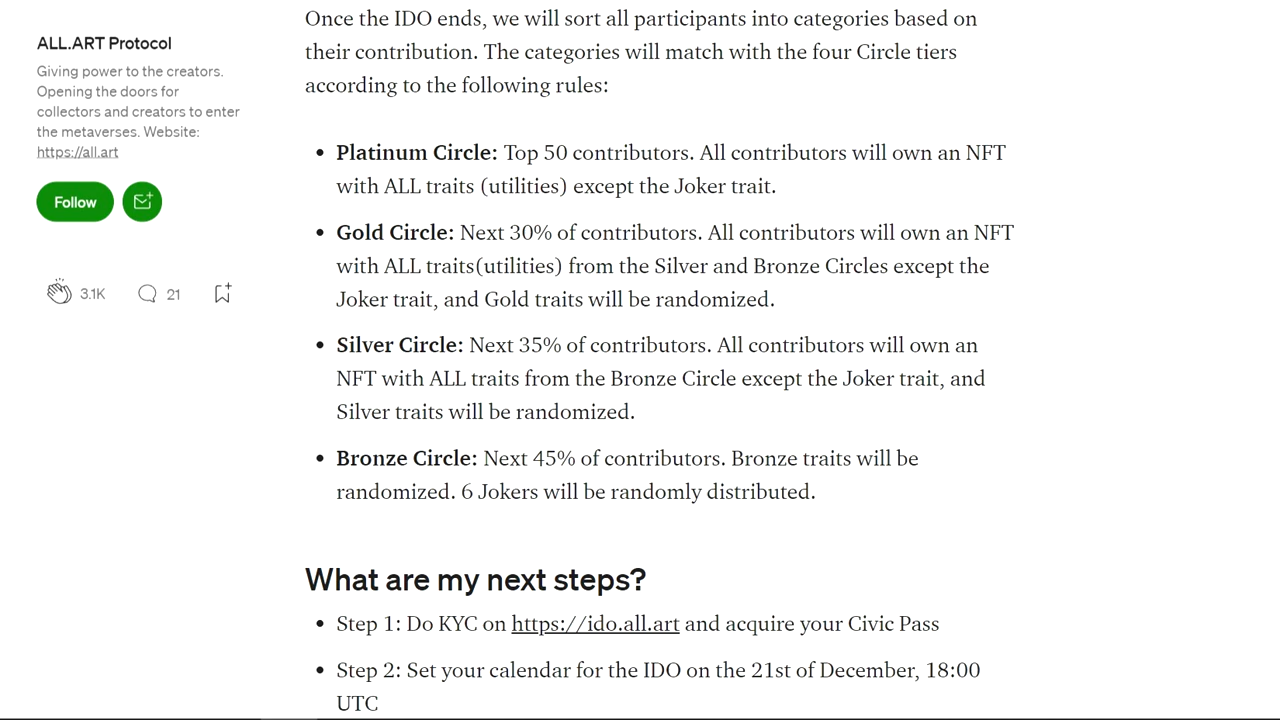 ALL.ART Protocol
Giving power to the creators.
Opening the doors for
collectors and creators to enter
the metaverses. Website:
https://all.art
Follow
3.1K
21
Once the IDO ends, we will sort all participants into categories based on
their contribution. The categories will match with the four Circle tiers
according to the following rules:
• Platinum Circle: Top 50 contributors. All contributors will own an NFT
with ALL traits (utilities) except the Joker trait.
• Gold Circle: Next 30% of contributors. All contributors will own an NFT
with ALL traits(utilities) from the Silver and Bronze Circles except the
Joker trait, and Gold traits will be randomized.
• Silver Circle: Next 35% of contributors. All contributors will own an
NFT with ALL traits from the Bronze Circle except the Joker trait, and
Silver traits will be randomized.
• Bronze Circle: Next 45% of contributors. Bronze traits will be
randomized. 6 Jokers will be randomly distributed.
What are my next steps?
• Step 1: Do KYC on https://ido.all.art and acquire your Civic Pass
• Step 2: Set your calendar for the IDO on the 21st of December, 18:00
UTC